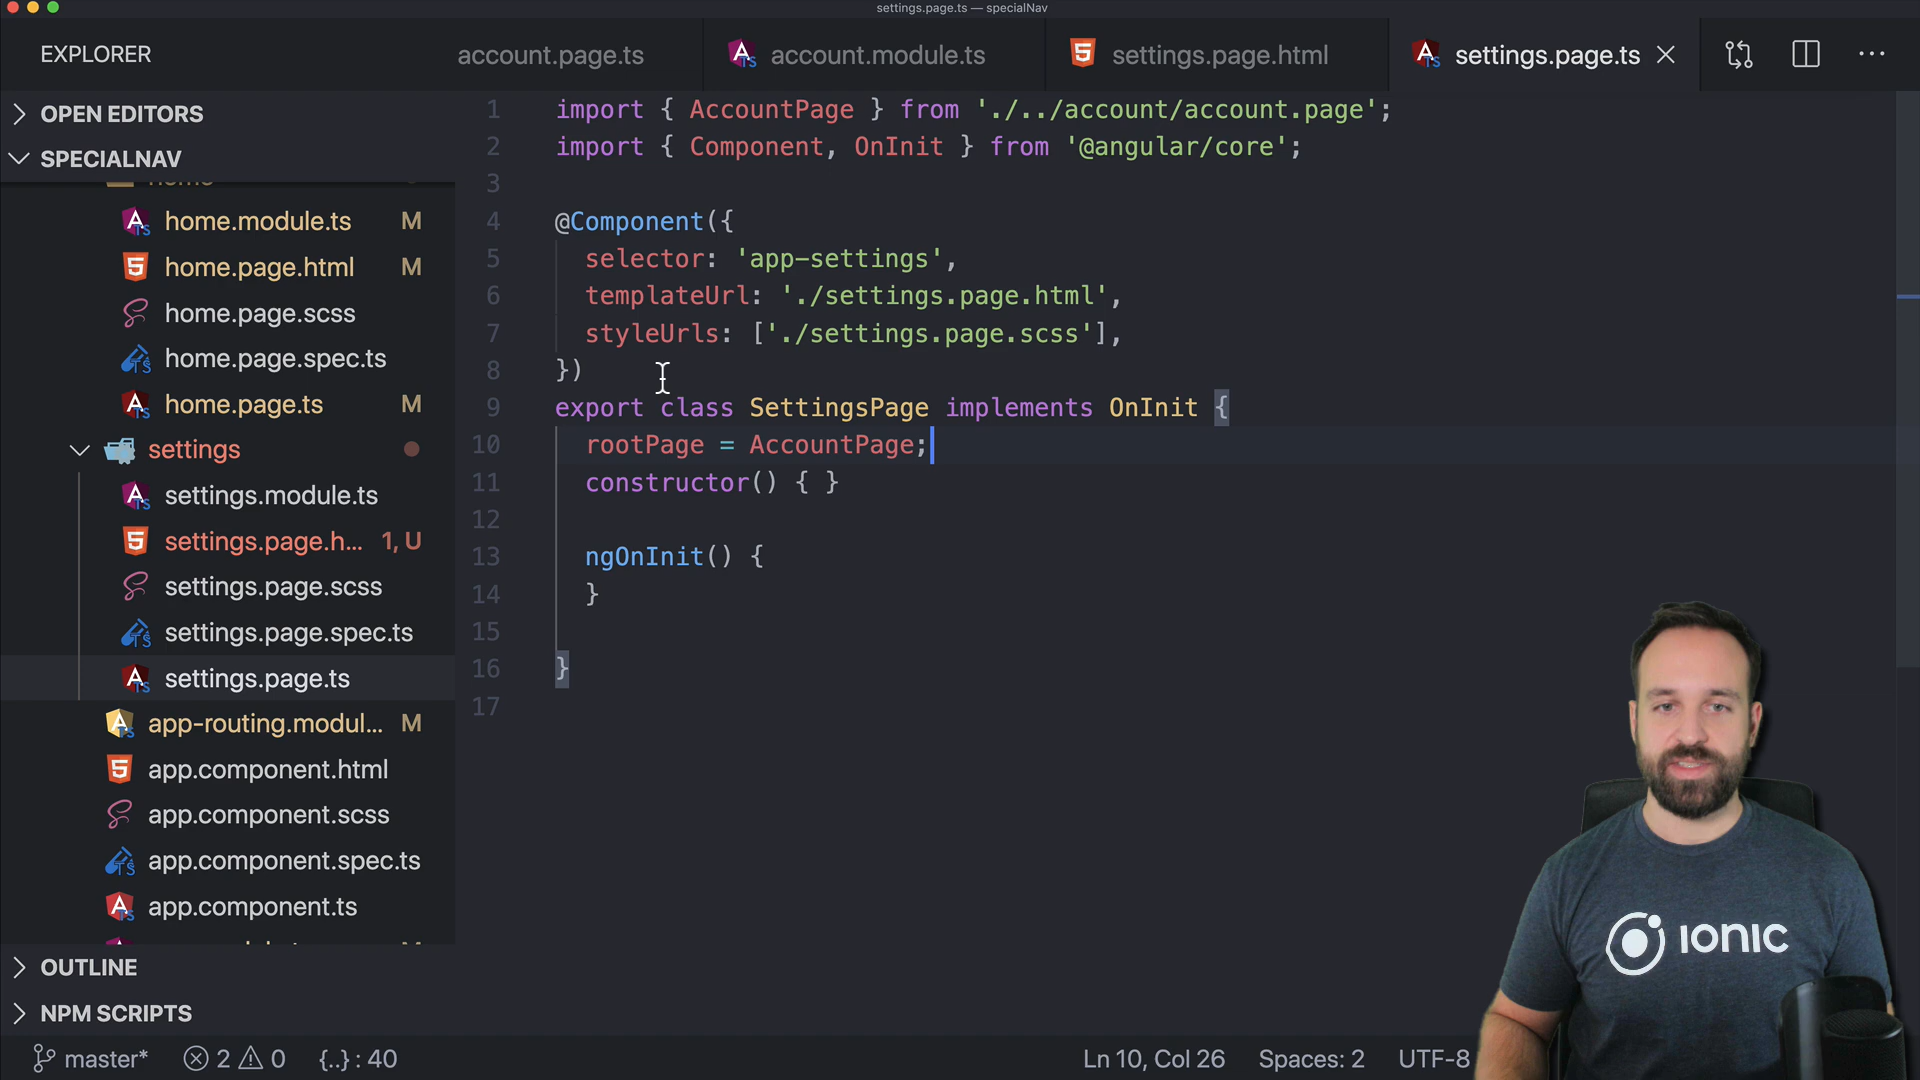 settings.page.ts — specialNav
EXPLORER
account.page.ts
account.module.ts
settings.page.html
settings.page.ts
OPEN EDITORS
SPECIALNAV
home
home.module.ts M
home.page.html M
home.page.scss
home.page.spec.ts
home.page.ts M
settings
settings.module.ts
settings.page.h... 1, U
settings.page.scss
settings.page.spec.ts
settings.page.ts
app-routing.modul... M
app.component.html
app.component.scss
app.component.spec.ts
app.component.ts
OUTLINE
NPM SCRIPTS
1 import { AccountPage } from './../account/account.page';
2 import { Component, OnInit } from '@angular/core';
3
4 @Component({
5 selector: 'app-settings',
6 templateUrl: './settings.page.html',
7 styleUrls: ['./settings.page.scss'],
8 })
9 export class SettingsPage implements OnInit {
10 rootPage = AccountPage;
11 constructor() { }
12
13 ngOnInit() {
14 }
15
16 }
17
IONIC
master* 2 0 {..} : 40 Ln 10, Col 26 Spaces: 2 UTF-8